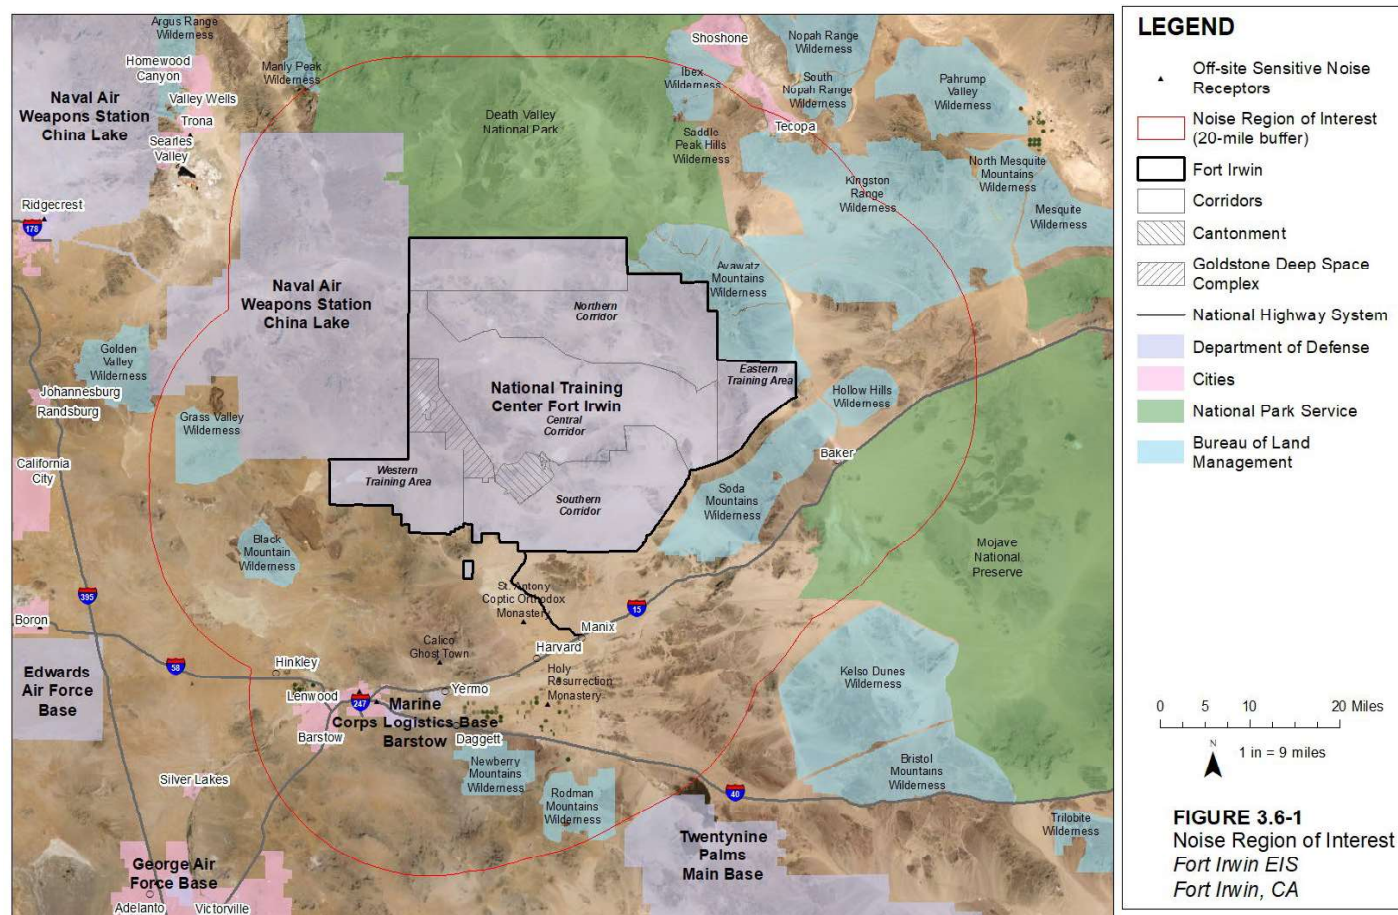 Argus Range
Wilderness
Homewood
Canyon
Manly Peak
Wilderness
Valley Wells
Trona
Searles
Valley
Naval Air
Weapons Station
China Lake
Ridgecrest
178
Death Valley
National Park
Shoshone
Ibex
Wilderness
Nopah Range
Wilderness
South
Nopah Range
Wilderness
Pahrump
Valley
Wilderness
Tecopa
Saddle
Peak Hills
Wilderness
Kingston
Range
Wilderness
North Mesquite
Mountains
Wilderness
Mesquite
Wilderness
Naval Air
Weapons Station
China Lake
Avawatz
Mountains
Wilderness
Northern
Corridor
Golden
Valley
Wilderness
Johannesburg
Randsburg
Grass Valley
Wilderness
National Training
Center Fort Irwin
Central
Corridor
Eastern
Training Area
Hollow Hills
Wilderness
California
City
Western
Training Area
Southern
Corridor
Baker
Soda
Mountains
Wilderness
Black
Mountain
Wilderness
Mojave
National
Preserve
St. Antony
Coptic Orthodox
Monastery
15
Manix
395
Boron
Calico
Ghost Town
Harvard
58
Hinkley
Edwards
Air Force
Base
Lenwood
247
Yermo
Holy
Resurrection
Monastery
Marine
Corps Logistics Base
Barstow
Barstow
Daggett
Kelso Dunes
Wilderness
Newberry
Mountains
Wilderness
Silver Lakes
Rodman
Mountains
Wilderness
40
Bristol
Mountains
Wilderness
Trilobite
Wilderness
Twentynine
Palms
Main Base
George Air
Force Base
Adelanto
Victorville
LEGEND
Off-site Sensitive Noise
Receptors
Noise Region of Interest
(20-mile buffer)
Fort Irwin
Corridors
Cantonment
Goldstone Deep Space
Complex
National Highway System
Department of Defense
Cities
National Park Service
Bureau of Land
Management
0 5 10 20 Miles
N
1 in = 9 miles
FIGURE 3.6-1
Noise Region of Interest
Fort Irwin EIS
Fort Irwin, CA